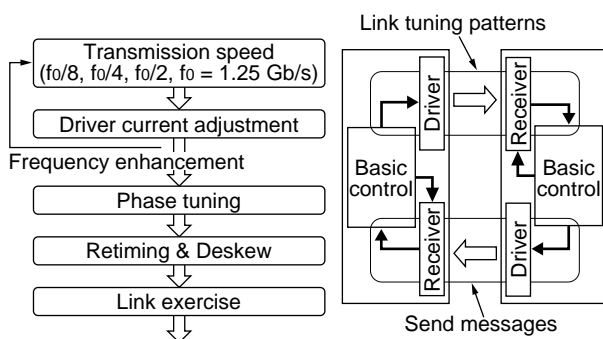 Transmission speed
(f0/8, f0/4, f0/2, f0 = 1.25 Gb/s)
Driver current adjustment
Frequency enhancement
Phase tuning
Retiming & Deskew
Link exercise
Link tuning patterns
Driver
Receiver
Basic
control
Basic
control
Receiver
Driver
Send messages